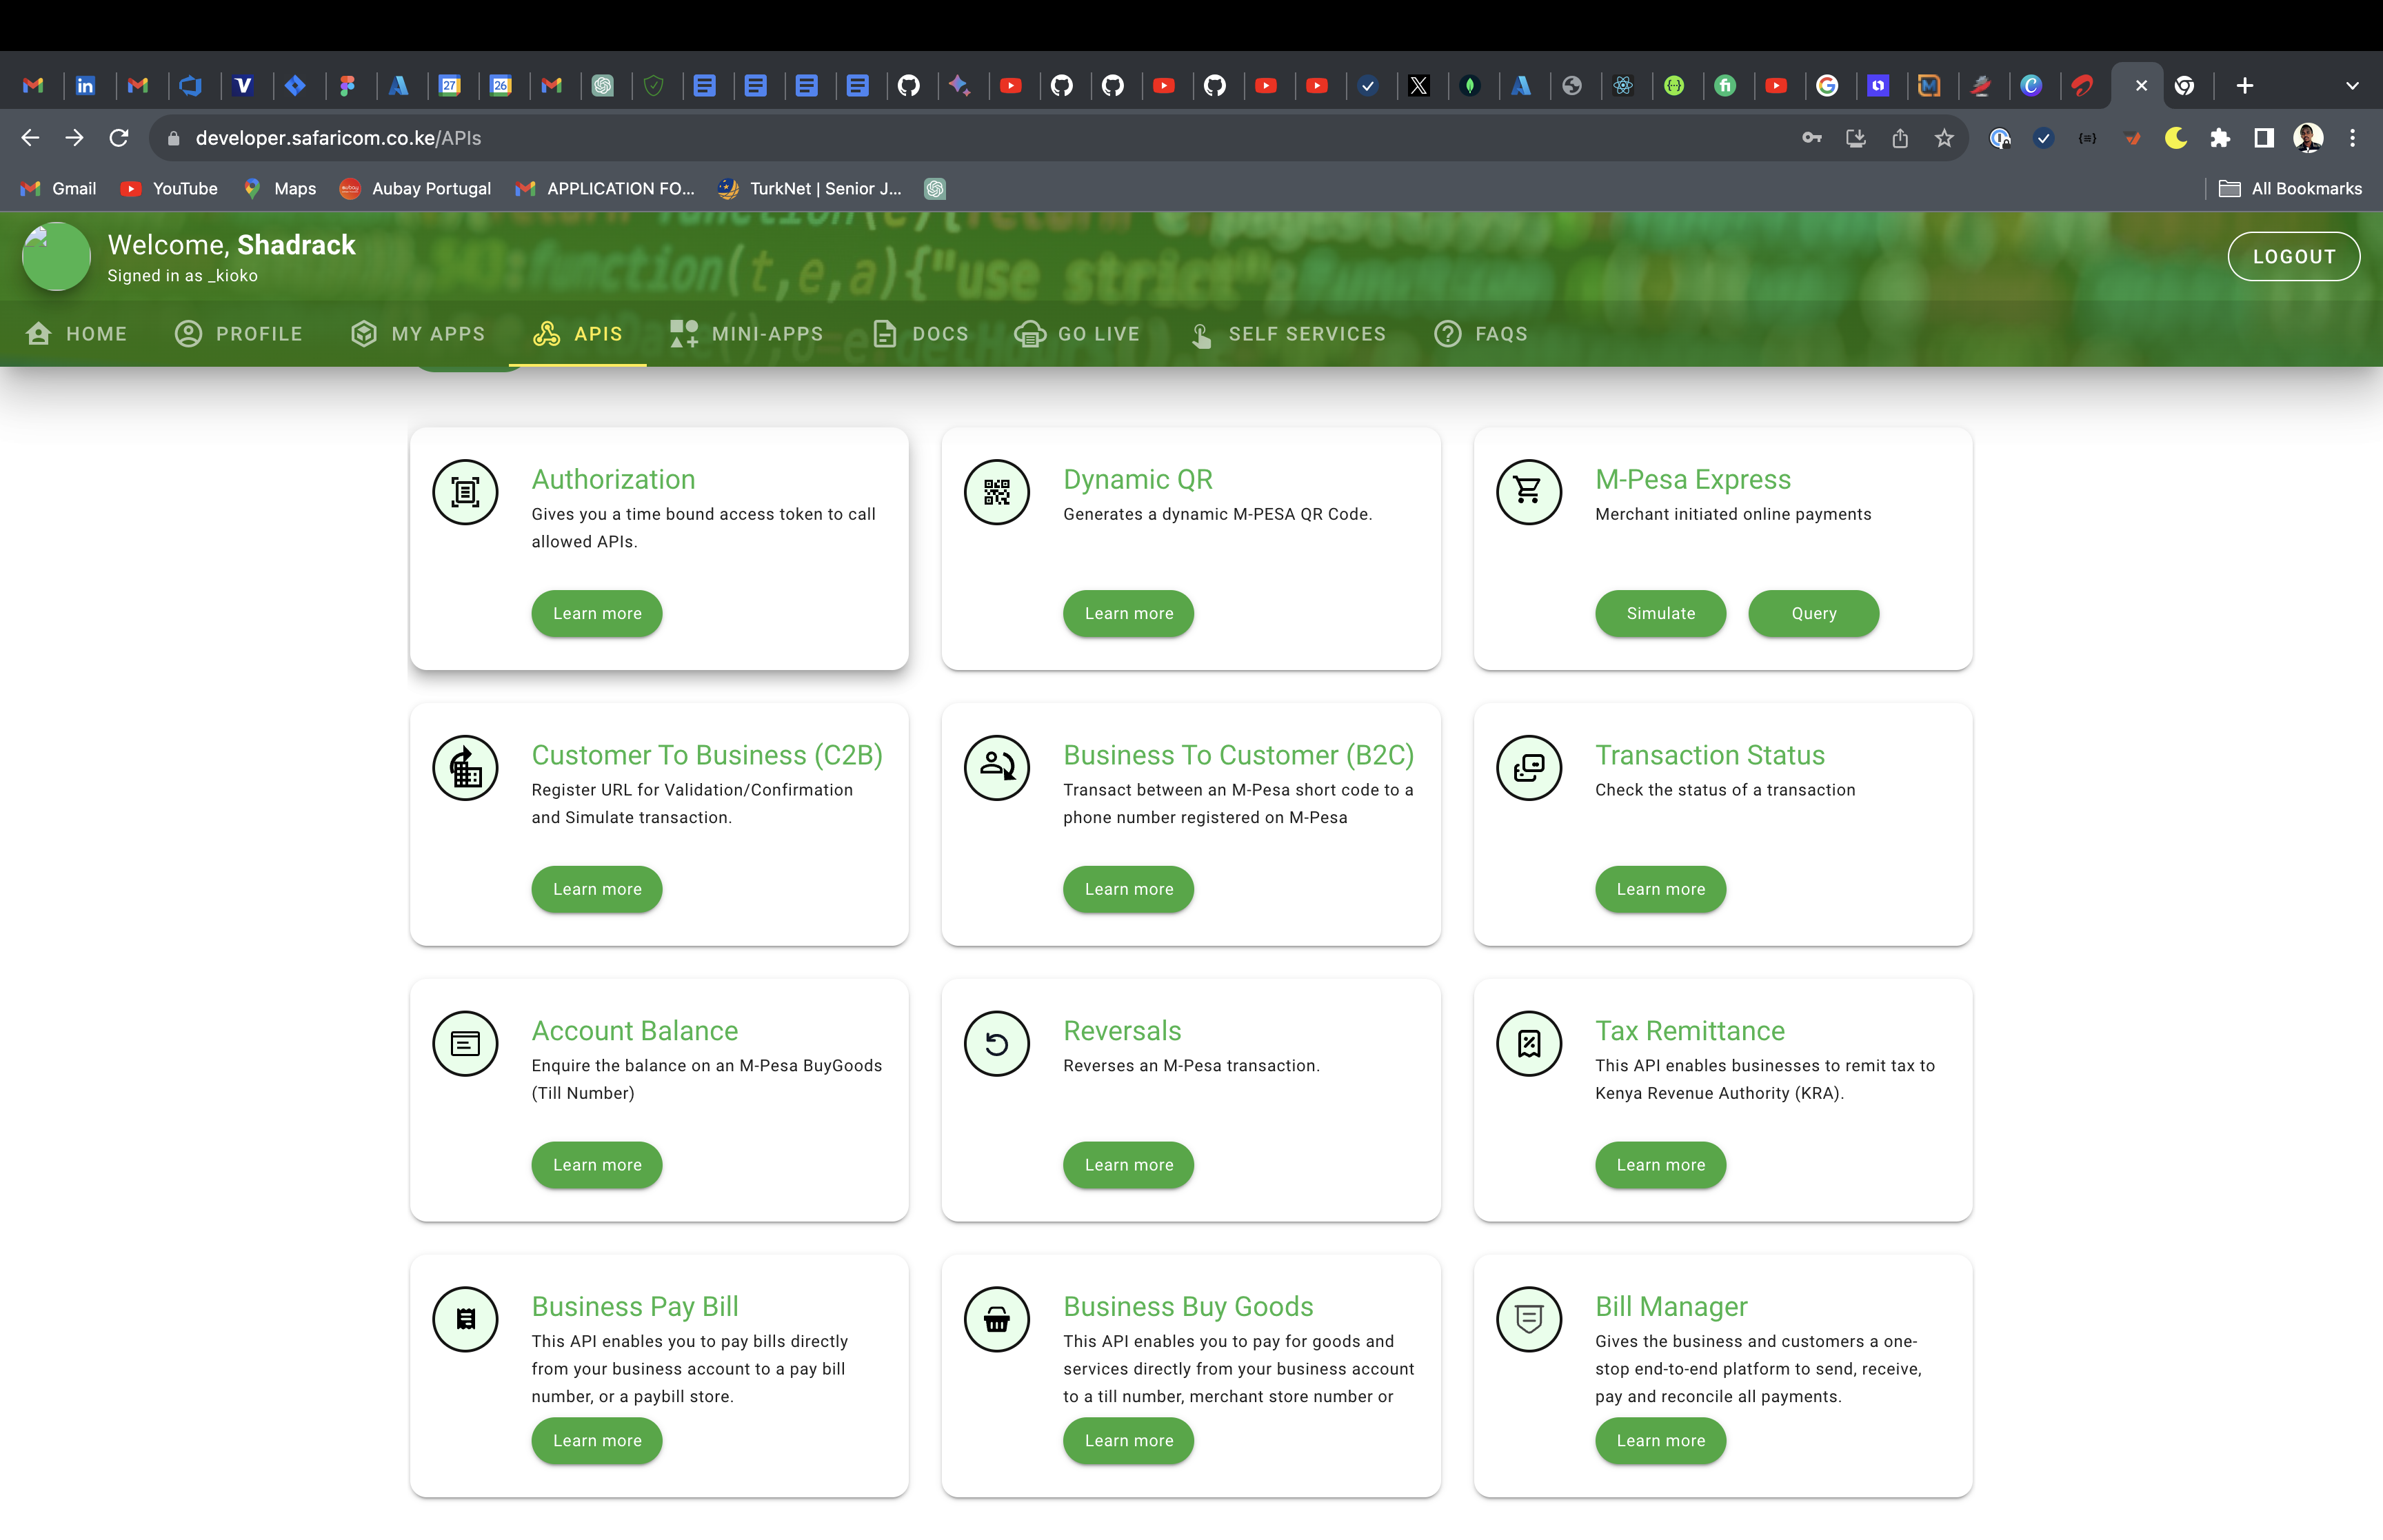 27
26
developer.safaricom.co.ke/APIs
Gmail
YouTube
Maps
Aubay Portugal
APPLICATION FO...
TurkNet | Senior J...
All Bookmarks
Welcome, Shadrack
Signed in as _kioko
LOGOUT
function(t,e,a){"use strict";function
HOME
PROFILE
MY APPS
APIS
MINI-APPS
DOCS
GO LIVE
SELF SERVICES
FAQS
Authorization
Gives you a time bound access token to call
allowed APIs.
Learn more
Dynamic QR
Generates a dynamic M-PESA QR Code.
Learn more
M-Pesa Express
Merchant initiated online payments
Simulate
Query
Customer To Business (C2B)
Register URL for Validation/Confirmation
and Simulate transaction.
Learn more
Business To Customer (B2C)
Transact between an M-Pesa short code to a
phone number registered on M-Pesa
Learn more
Transaction Status
Check the status of a transaction
Learn more
Account Balance
Enquire the balance on an M-Pesa BuyGoods
(Till Number)
Learn more
Reversals
Reverses an M-Pesa transaction.
Learn more
Tax Remittance
This API enables businesses to remit tax to
Kenya Revenue Authority (KRA).
Learn more
Business Pay Bill
This API enables you to pay bills directly
from your business account to a pay bill
number, or a paybill store.
Learn more
Business Buy Goods
This API enables you to pay for goods and
services directly from your business account
to a till number, merchant store number or
Learn more
Bill Manager
Gives the business and customers a one-
stop end-to-end platform to send, receive,
pay and reconcile all payments.
Learn more